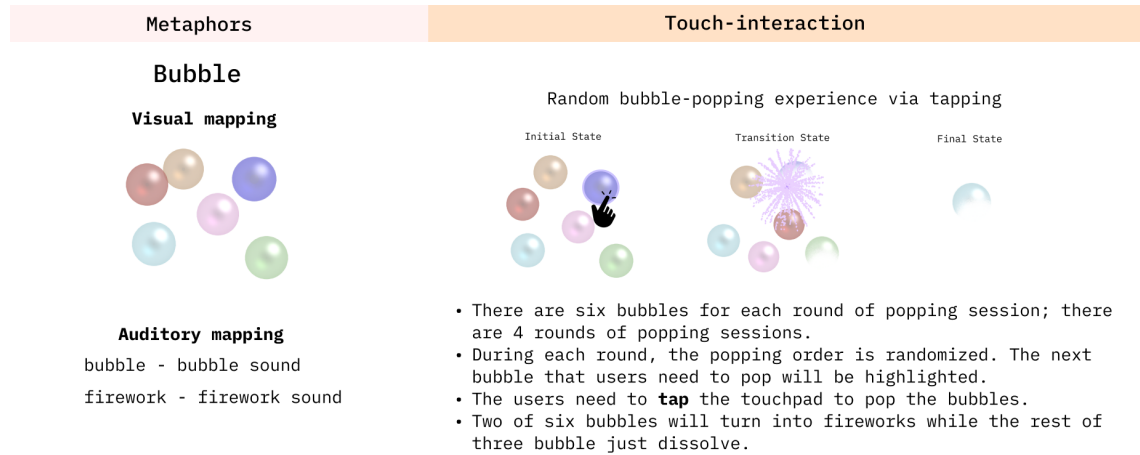 Metaphors
Touch-interaction
Bubble
Visual mapping
Auditory mapping
bubble - bubble sound
firework - firework sound
Random bubble-popping experience via tapping
Initial State
Transition State
Final State
• There are six bubbles for each round of popping session; there
are 4 rounds of popping sessions.
• During each round, the popping order is randomized. The next
bubble that users need to pop will be highlighted.
• The users need to tap the touchpad to pop the bubbles.
• Two of six bubbles will turn into fireworks while the rest of
three bubble just dissolve.